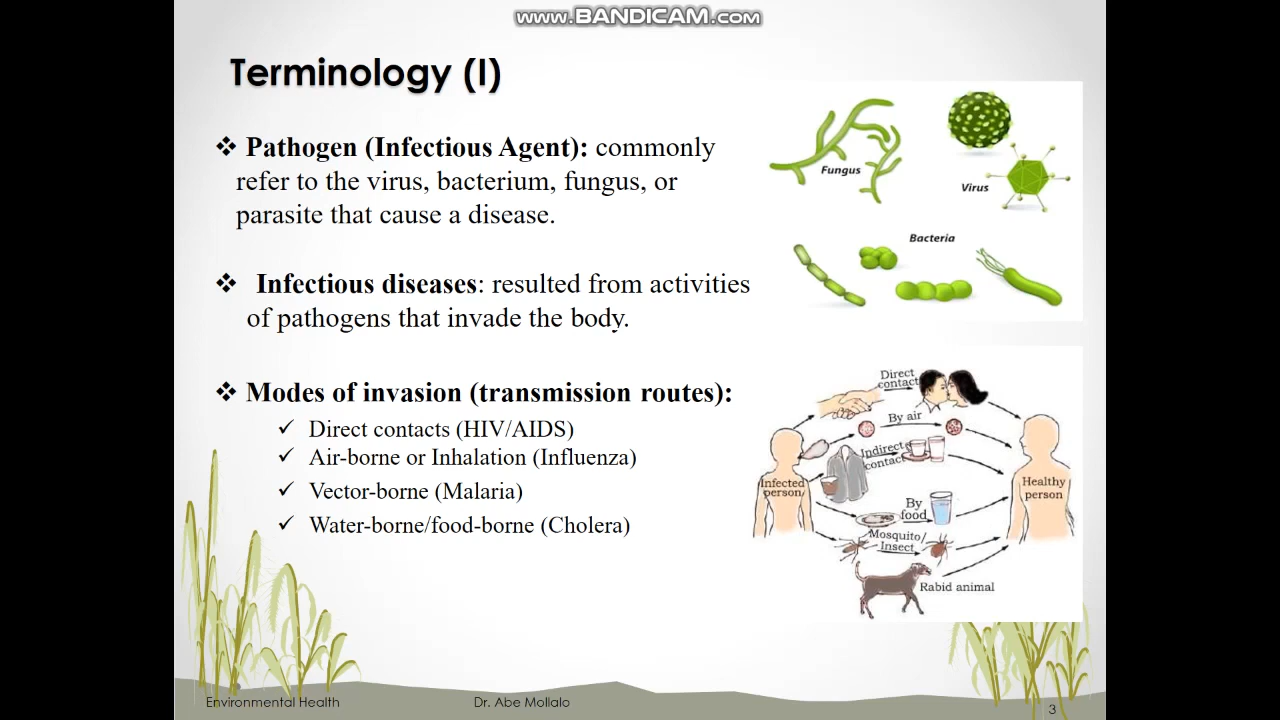 www.BANDICAM.com
Terminology (I)
❖ Pathogen (Infectious Agent): commonly
refer to the virus, bacterium, fungus, or
parasite that cause a disease.
❖ Infectious diseases: resulted from activities
of pathogens that invade the body.
❖ Modes of invasion (transmission routes):
✓ Direct contacts (HIV/AIDS)
✓ Air-borne or Inhalation (Influenza)
✓ Vector-borne (Malaria)
✓ Water-borne/food-borne (Cholera)
Fungus
Virus
Bacteria
Direct
contact
By air
Indirect
contact
Infected
person
Healthy
person
By
food
Mosquito/
Insect
Rabid animal
Environmental Health
Dr. Abe Mollalo
3